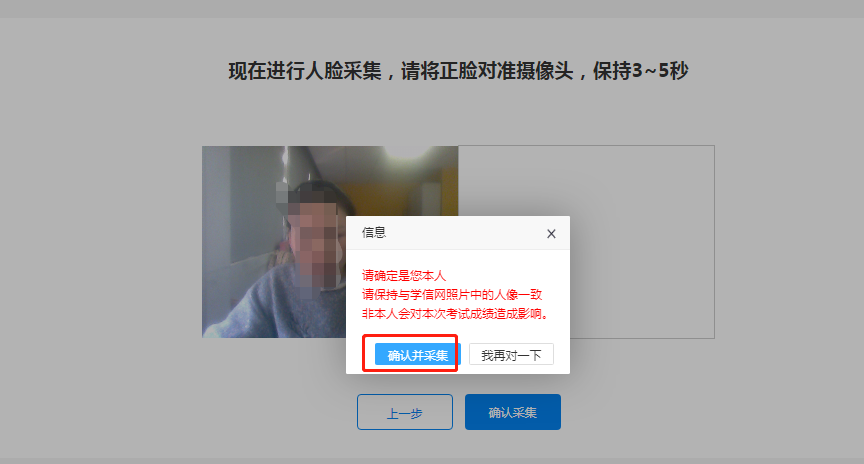 现在进行人脸采集，请将正脸对准摄像头，保持3~5秒
信息
请确定是您本人
请保持与学信网照片中的人像一致
非本人会对本次考试成绩造成影响。
确认并采集 我再对一下
上一步 确认采集